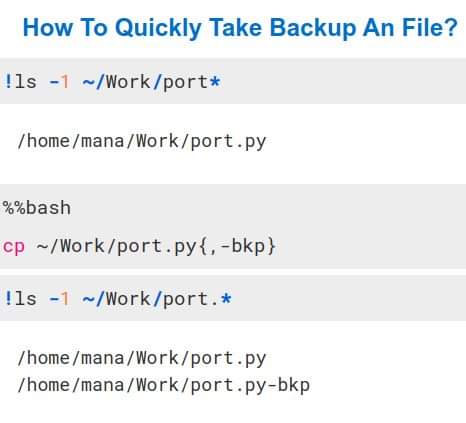 How To Quickly Take Backup An File?
!ls -1 ~/Work/port*
/home/mana/Work/port.py
%%bash
cp ~/Work/port.py{,-bkp}
!ls -1 ~/Work/port.*
/home/mana/Work/port.py
/home/mana/Work/port.py-bkp